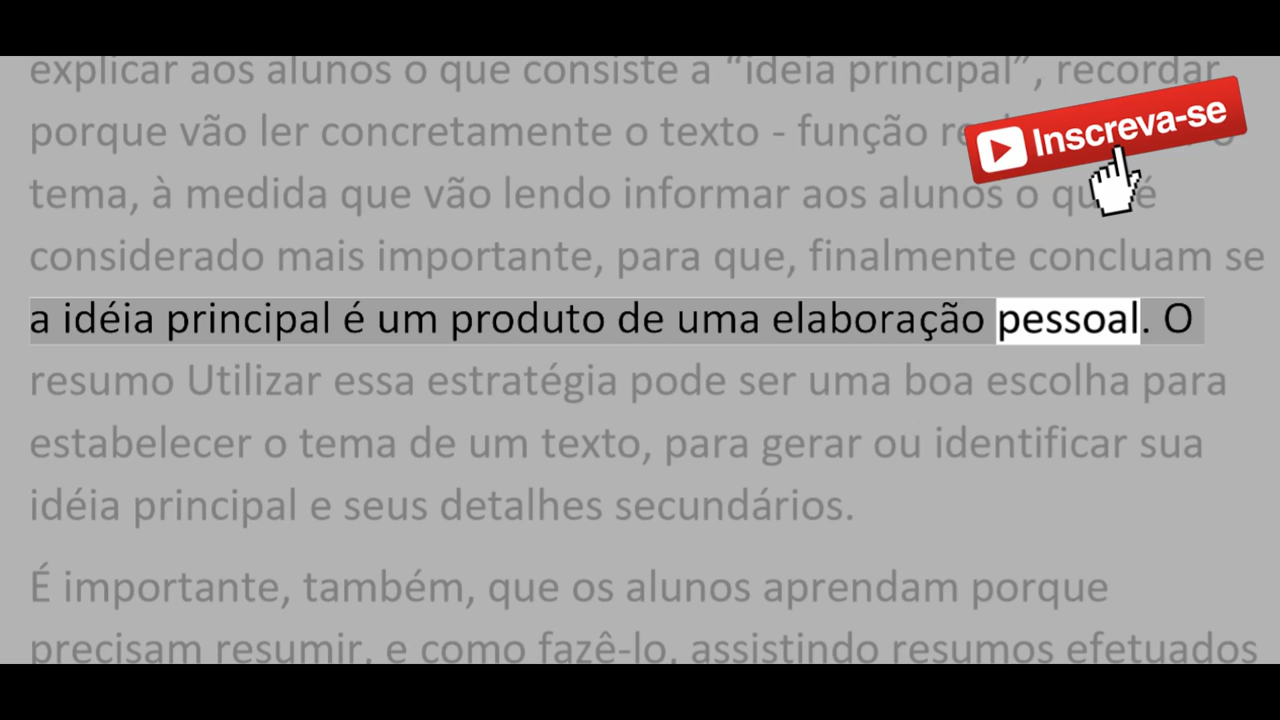 explicar aos alunos o que consiste a “ideia principal”, recordar
porque vão ler concretamente o texto - função
tema, à medida que vão lendo informar aos alunos o que é
considerado mais importante, para que, finalmente concluam se
a idéia principal é um produto de uma elaboração pessoal. O
resumo Utilizar essa estratégia pode ser uma boa escolha para
estabelecer o tema de um texto, para gerar ou identificar sua
idéia principal e seus detalhes secundários.
É importante, também, que os alunos aprendam porque
precisam resumir, e como fazê-lo, assistindo resumos efetuados
Inscreva-se